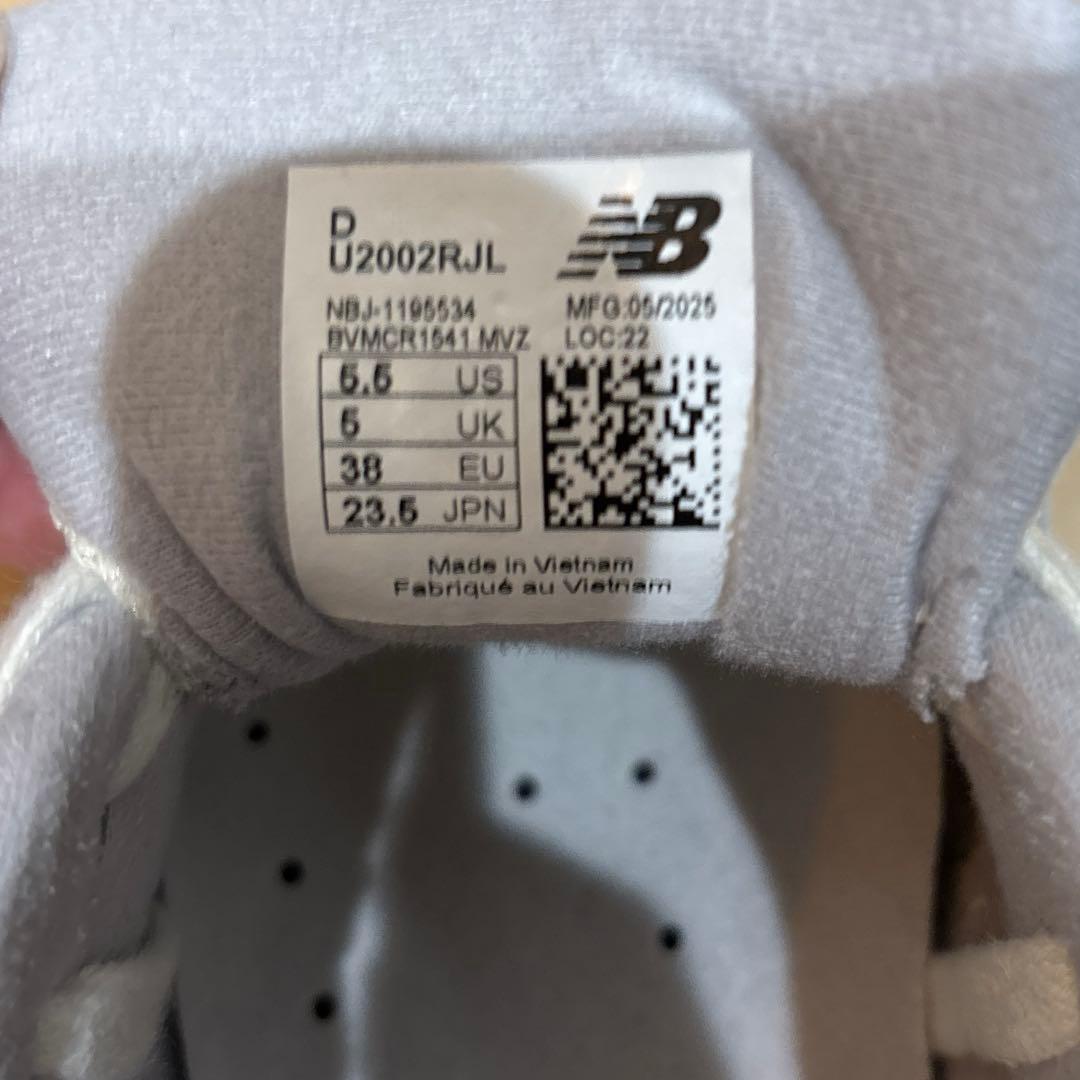 D
U2002RJL
NB
NBJ-1195534
BVMCR1541 MVZ
MFG:05/2025
LOC:22
5.5 US
5 UK
38 EU
23.5 JPN
Made in Vietnam
Fabriqué au Vietnam